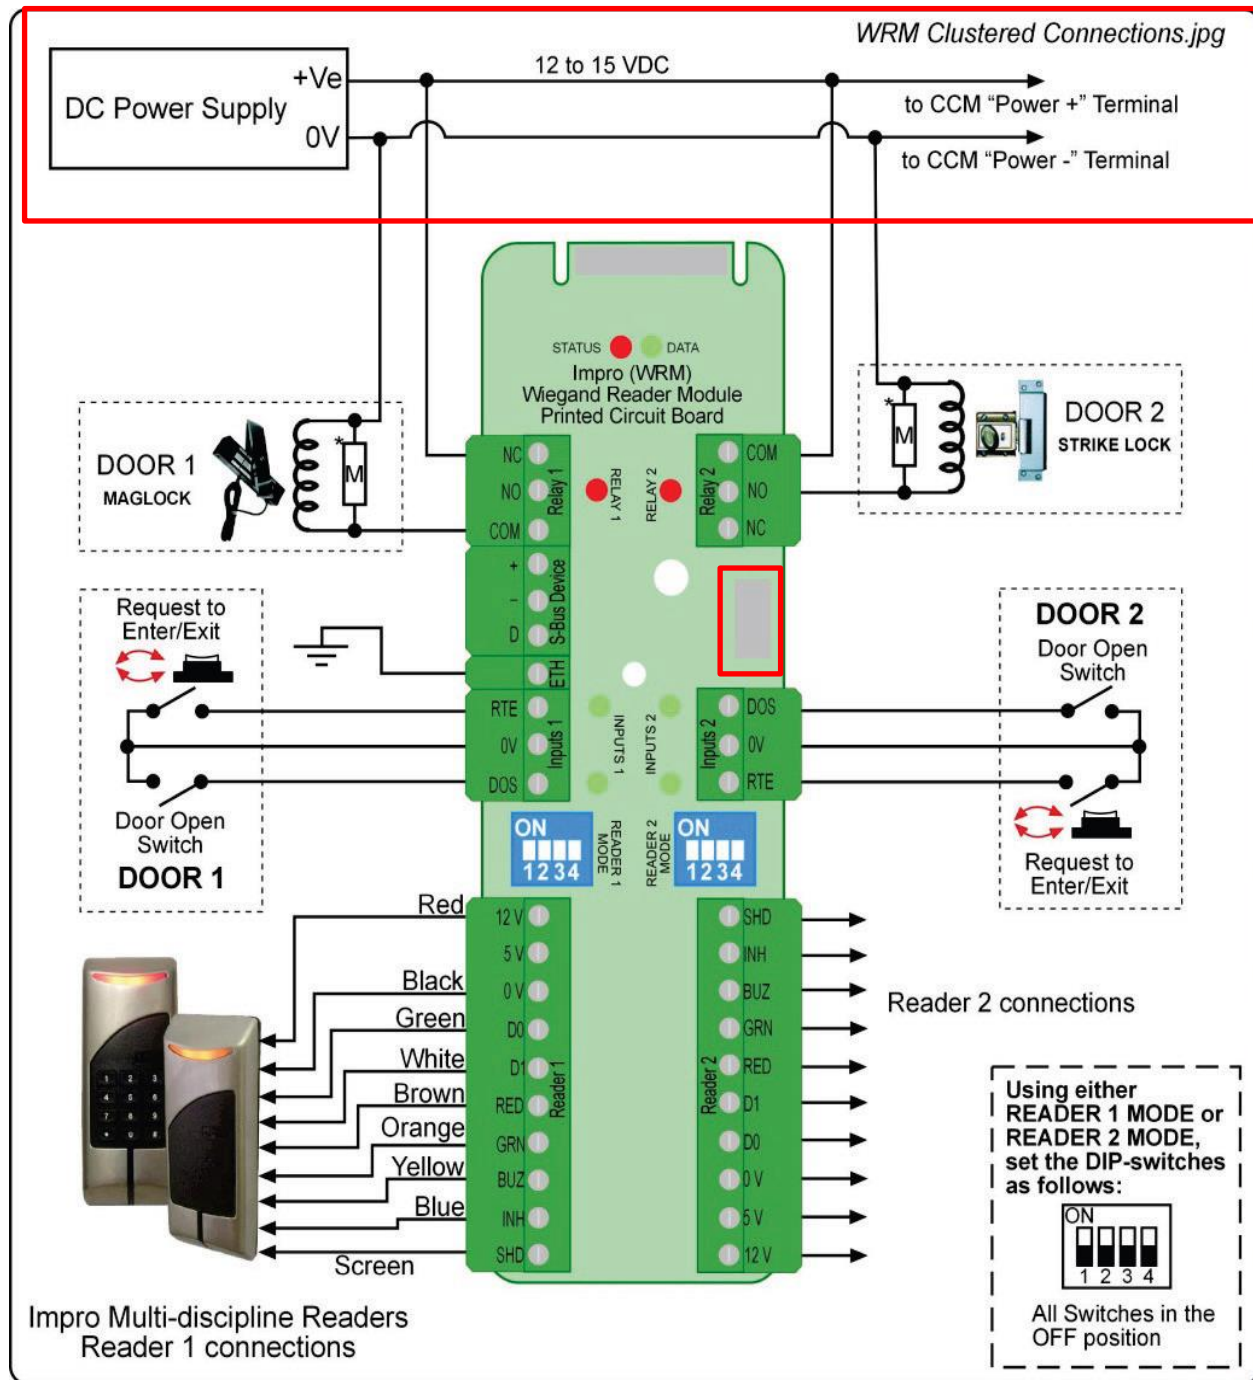 WRM Clustered Connections.jpg
DC Power Supply
+Ve
0V
12 to 15 VDC
to CCM “Power +” Terminal
to CCM “Power -” Terminal
STATUS
DATA
Impro (WRM)
Wiegand Reader Module
Printed Circuit Board
DOOR 1
MAGLOCK
*
M
NC
NO
COM
Relay 1
RELAY 1
RELAY 2
Relay 2
COM
NO
NC
*
M
DOOR 2
STRIKE LOCK
+
–
D
S-Bus Device
ETH
Request to
Enter/Exit
Door Open
Switch
DOOR 1
RTE
0V
DOS
Inputs 1
INPUTS 1
INPUTS 2
Inputs 2
DOS
0V
RTE
DOOR 2
Door Open
Switch
Request to
Enter/Exit
ON
1 2 3 4
READER 1
MODE
READER 2
MODE
ON
1 2 3 4
Red
Black
Green
White
Brown
Orange
Yellow
Blue
Screen
12 V
5 V
0 V
D0
D1
RED
GRN
BUZ
INH
SHD
Reader 1
Reader 2
SHD
INH
BUZ
GRN
RED
D1
D0
0 V
5 V
12 V
Reader 2 connections
1 2 3
4 5 6
7 8 9
Impro Multi-discipline Readers
Reader 1 connections
Using either
READER 1 MODE or
READER 2 MODE,
set the DIP-switches
as follows:
ON
1 2 3 4
All Switches in the
OFF position